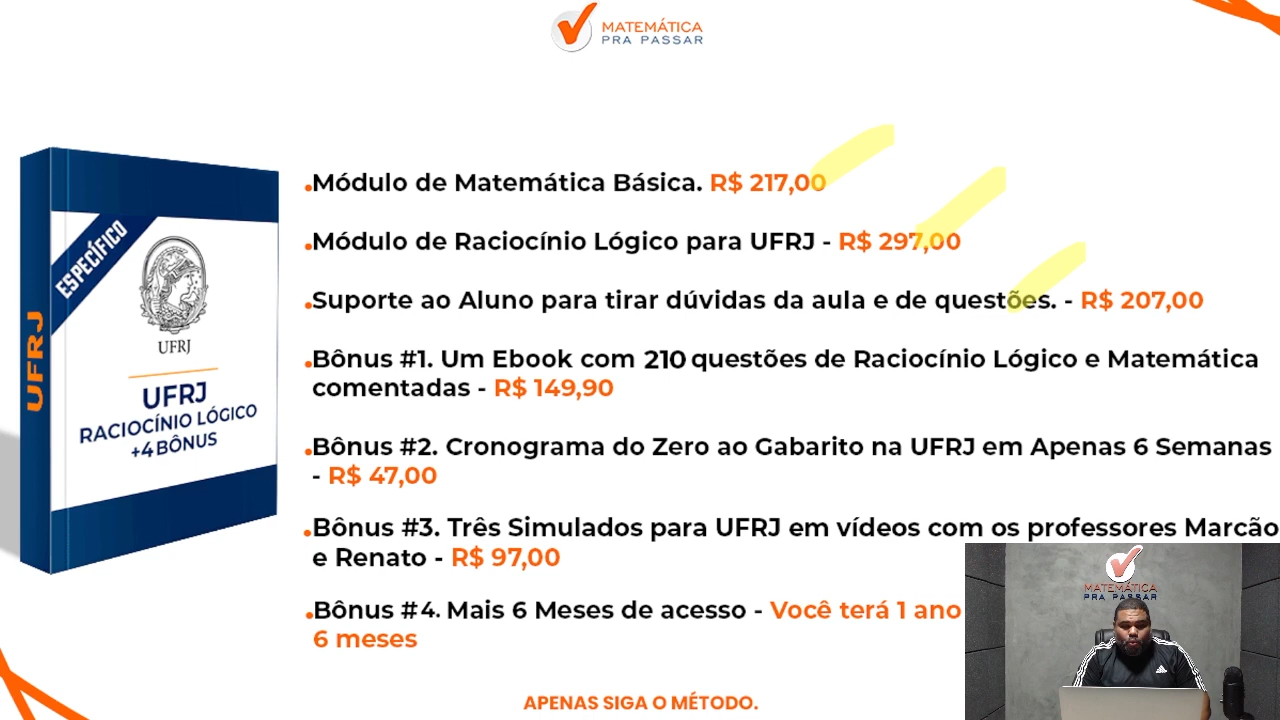 MATEMÁTICA
PRA PASSAR
ESPECÍFICO
UFRJ
UFRJ
UFRJ
RACIOCÍNIO LÓGICO
+4 BÔNUS
•Módulo de Matemática Básica. R$ 217,00
•Módulo de Raciocínio Lógico para UFRJ - R$ 297,00
•Suporte ao Aluno para tirar dúvidas da aula e de questões. - R$ 207,00
•Bônus #1. Um Ebook com 210 questões de Raciocínio Lógico e Matemática
comentadas - R$ 149,90
•Bônus #2. Cronograma do Zero ao Gabarito na UFRJ em Apenas 6 Semanas
- R$ 47,00
•Bônus #3. Três Simulados para UFRJ em vídeos com os professores Marcão
e Renato - R$ 97,00
•Bônus #4. Mais 6 Meses de acesso - Você terá 1 ano
6 meses
MATEMÁTICA
PRA PASSAR
APENAS SIGA O MÉTODO.